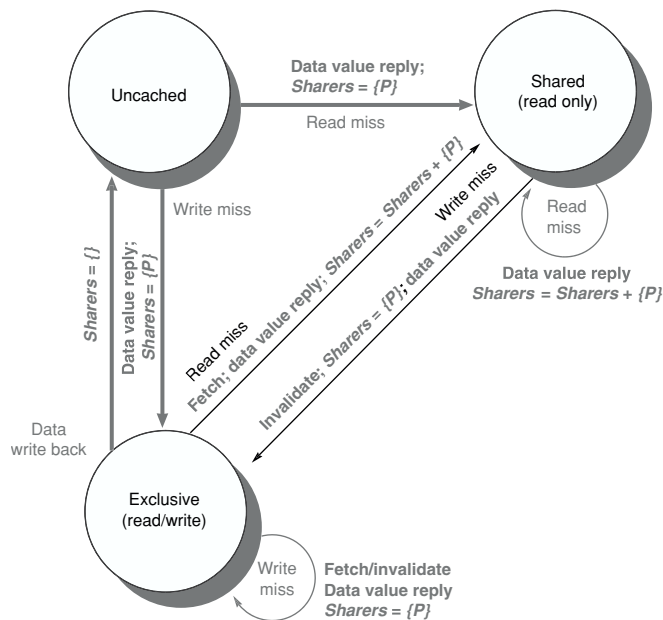 Uncached
Data value reply;
Sharers = {P}
Read miss
Shared
(read only)
Write miss
Read
miss
Data value reply
Sharers = Sharers + {P}
Sharers = {}
Data value reply;
Sharers = {P}
Read miss
Fetch; data value reply; Sharers = Sharers + {P}
Write miss
Invalidate; Sharers = {P}; data value reply
Data
write back
Exclusive
(read/write)
Write
miss
Fetch/invalidate
Data value reply
Sharers = {P}